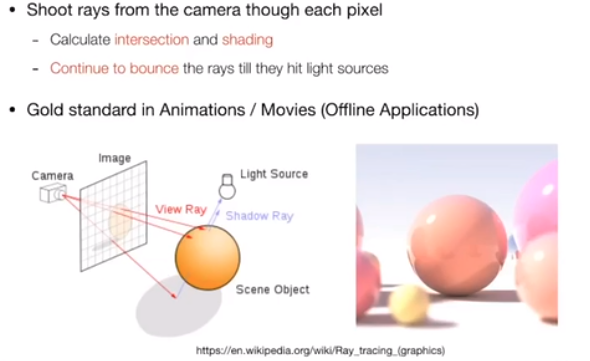 • Shoot rays from the camera though each pixel
- Calculate intersection and shading
- Continue to bounce the rays till they hit light sources
• Gold standard in Animations / Movies (Offline Applications)
Image
Camera
Light Source
View Ray
Shadow Ray
Scene Object
https://en.wikipedia.org/wiki/Ray_tracing_(graphics)